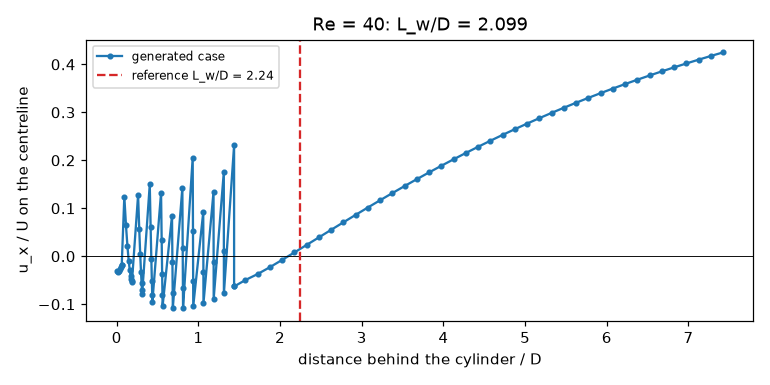 Re = 40: L_w/D = 2.099
generated case
reference L_w/D = 2.24
u_x / U on the centreline
0.4
0.3
0.2
0.1
0.0
−0.1
0 1 2 3 4 5 6 7
distance behind the cylinder / D